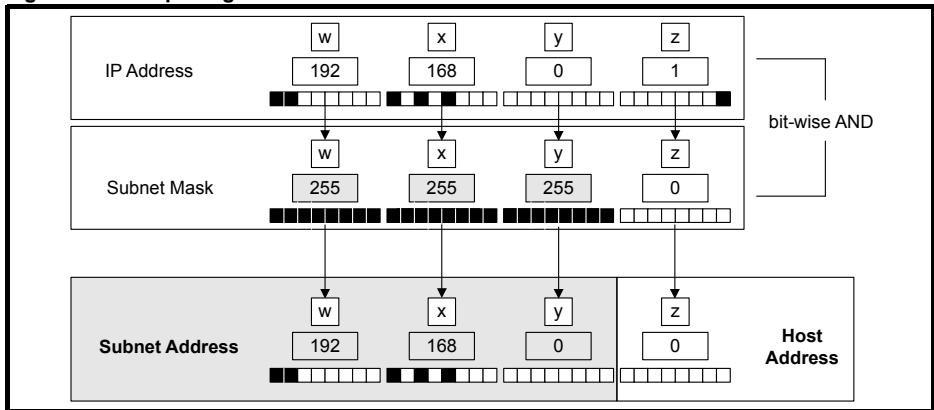 w x y z
IP Address 192 168 0 1
bit-wise AND
w x y z
Subnet Mask 255 255 255 0
w x y z
Subnet Address 192 168 0 0 Host Address